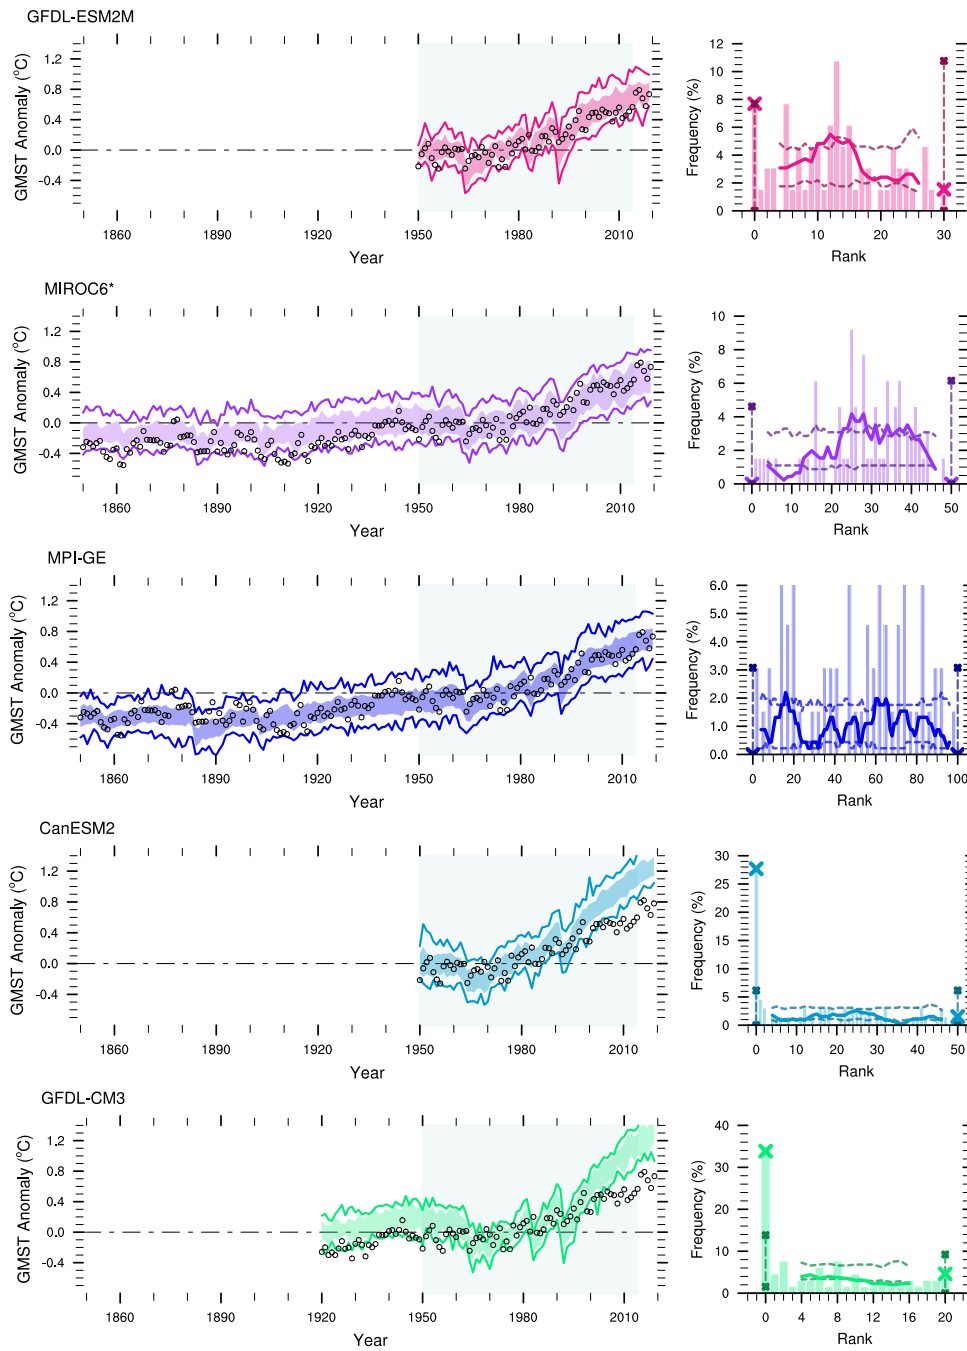 GFDL-ESM2M
GMST Anomaly (°C)
1.2
0.8
0.4
0.0
-0.4
1860 1890 1920 1950 1980 2010
Year
Frequency (%)
12
10
8
6
4
2
0
0 10 20 30
Rank
MIROC6*
GMST Anomaly (°C)
1.2
0.8
0.4
0.0
-0.4
1860 1890 1920 1950 1980 2010
Year
Frequency (%)
10
8
6
4
2
0
0 10 20 30 40 50
Rank
MPI-GE
GMST Anomaly (°C)
1.2
0.8
0.4
0.0
-0.4
1860 1890 1920 1950 1980 2010
Year
Frequency (%)
6.0
5.0
4.0
3.0
2.0
1.0
0.0
0 20 40 60 80 100
Rank
CanESM2
GMST Anomaly (°C)
1.2
0.8
0.4
0.0
-0.4
1860 1890 1920 1950 1980 2010
Year
Frequency (%)
30
25
20
15
10
5
0
0 10 20 30 40 50
Rank
GFDL-CM3
GMST Anomaly (°C)
1.2
0.8
0.4
0.0
-0.4
1860 1890 1920 1950 1980 2010
Year
Frequency (%)
40
30
20
10
0
0 4 8 12 16 20
Rank